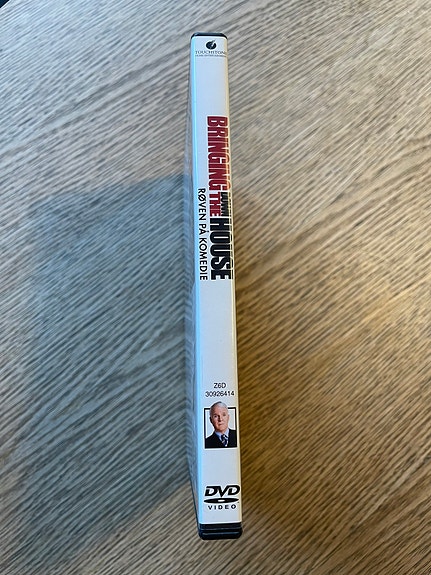 TOUCHSTONE
BRINGING DOWN
THE HOUSE
RØVEN PÅ KOMEDIE
Z6D
30926414
DVD
VIDEO